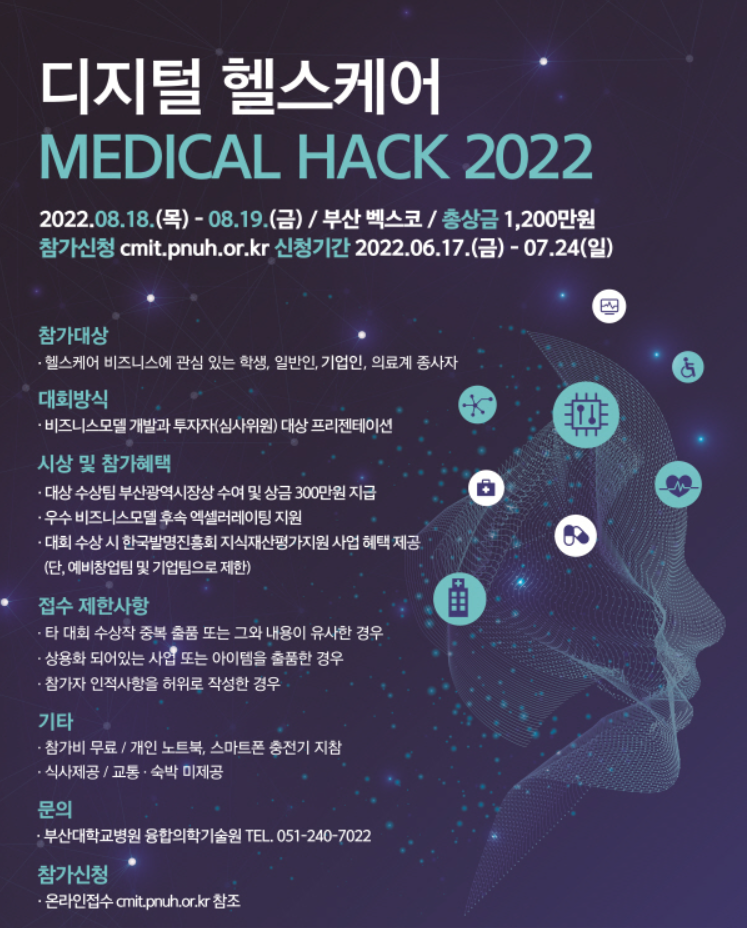 디지털 헬스케어
MEDICAL HACK 2022
2022.08.18.(목) - 08.19.(금) / 부산 벡스코 / 총상금 1,200만원
참가신청 cmit.pnuh.or.kr 신청기간 2022.06.17.(금) - 07.24(일)
참가대상
· 헬스케어 비즈니스에 관심 있는 학생, 일반인, 기업인, 의료계 종사자
대회방식
· 비즈니스모델 개발과 투자자(심사위원) 대상 프리젠테이션
시상 및 참가혜택
· 대상 수상팀 부산광역시장상 수여 및 상금 300만원 지급
· 우수 비즈니스모델 후속 엑셀러레이팅 지원
· 대회 수상 시 한국발명진흥회 지식재산평가지원 사업 혜택 제공
(단, 예비창업팀 및 기업팀으로 제한)
접수 제한사항
· 타 대회 수상작 중복 출품 또는 그와 내용이 유사한 경우
· 상용화 되어있는 사업 또는 아이템을 출품한 경우
· 참가자 인적사항을 허위로 작성한 경우
기타
· 참가비 무료 / 개인 노트북, 스마트폰 충전기 지참
· 식사제공 / 교통 · 숙박 미제공
문의
· 부산대학교병원 융합의학기술원 TEL. 051-240-7022
참가신청
· 온라인접수 cmit.pnuh.or.kr 참조